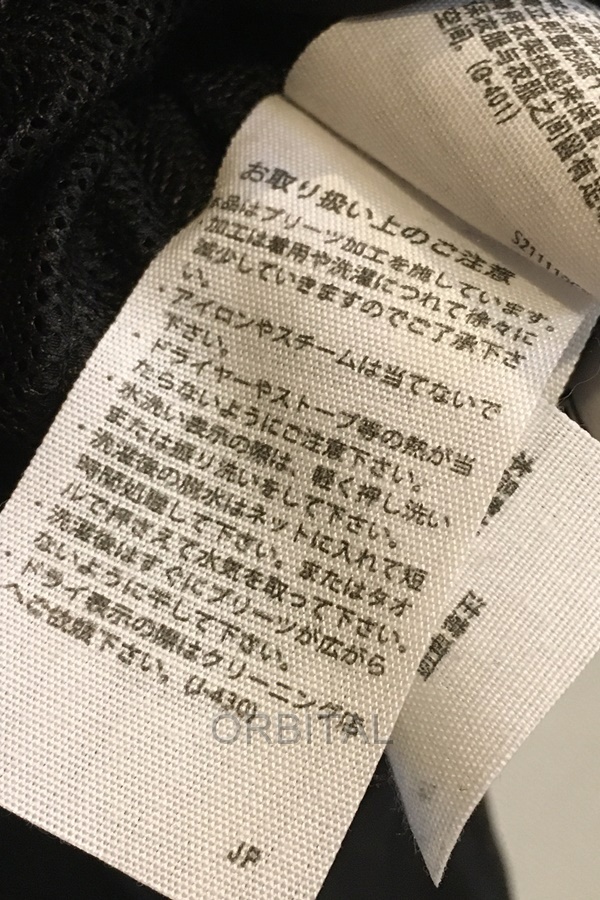 お取り扱い上のご注意
本品はプリーツ加工を施しています。
加工は着用や洗濯につれて徐々に
減少していきますのでご了承下さ
い。
・アイロンやスチームは当てないで
下さい。
・ドライヤーやストーブ等の熱が当
たらないようにご注意下さい。
・水洗い表示の際は、軽く押し洗い
または振り洗いをして下さい。
・洗濯後の脱水はネットに入れて短
時間処理して下さい。またはタオ
ルで押さえて水気を取って下さい。
・洗濯後はすぐにプリーツが広がら
ないように干して下さい。
・ドライ表示の際はクリーニング店
へご依頼下さい。(J-430)
JP
空间。(Q-401)
S21111
ORBITAL